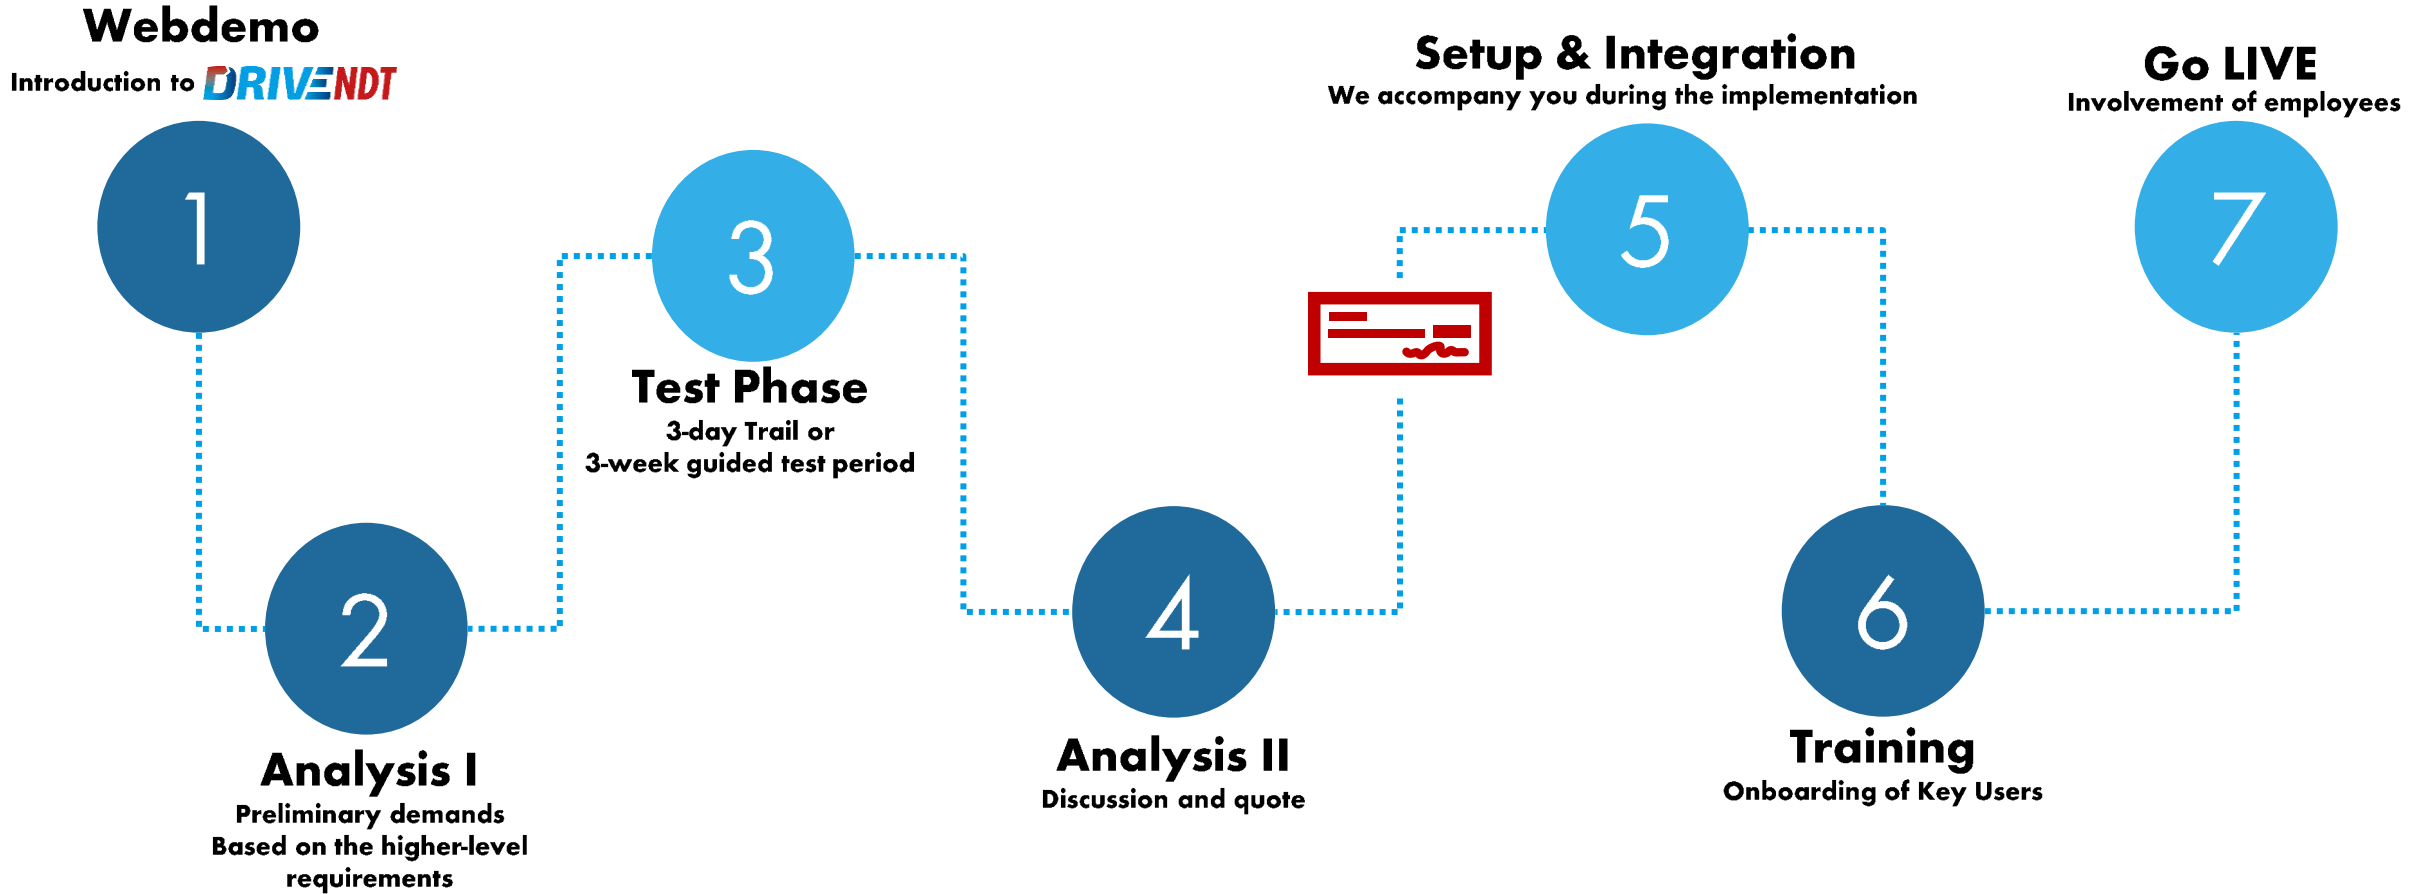 Webdemo
Introduction to DRIVENDT
1
2
Analysis I
Preliminary demands
Based on the higher-level
requirements
3
Test Phase
3-day Trail or
3-week guided test period
4
Analysis II
Discussion and quote
Setup & Integration
We accompany you during the implementation
5
6
Training
Onboarding of Key Users
Go LIVE
Involvement of employees
7